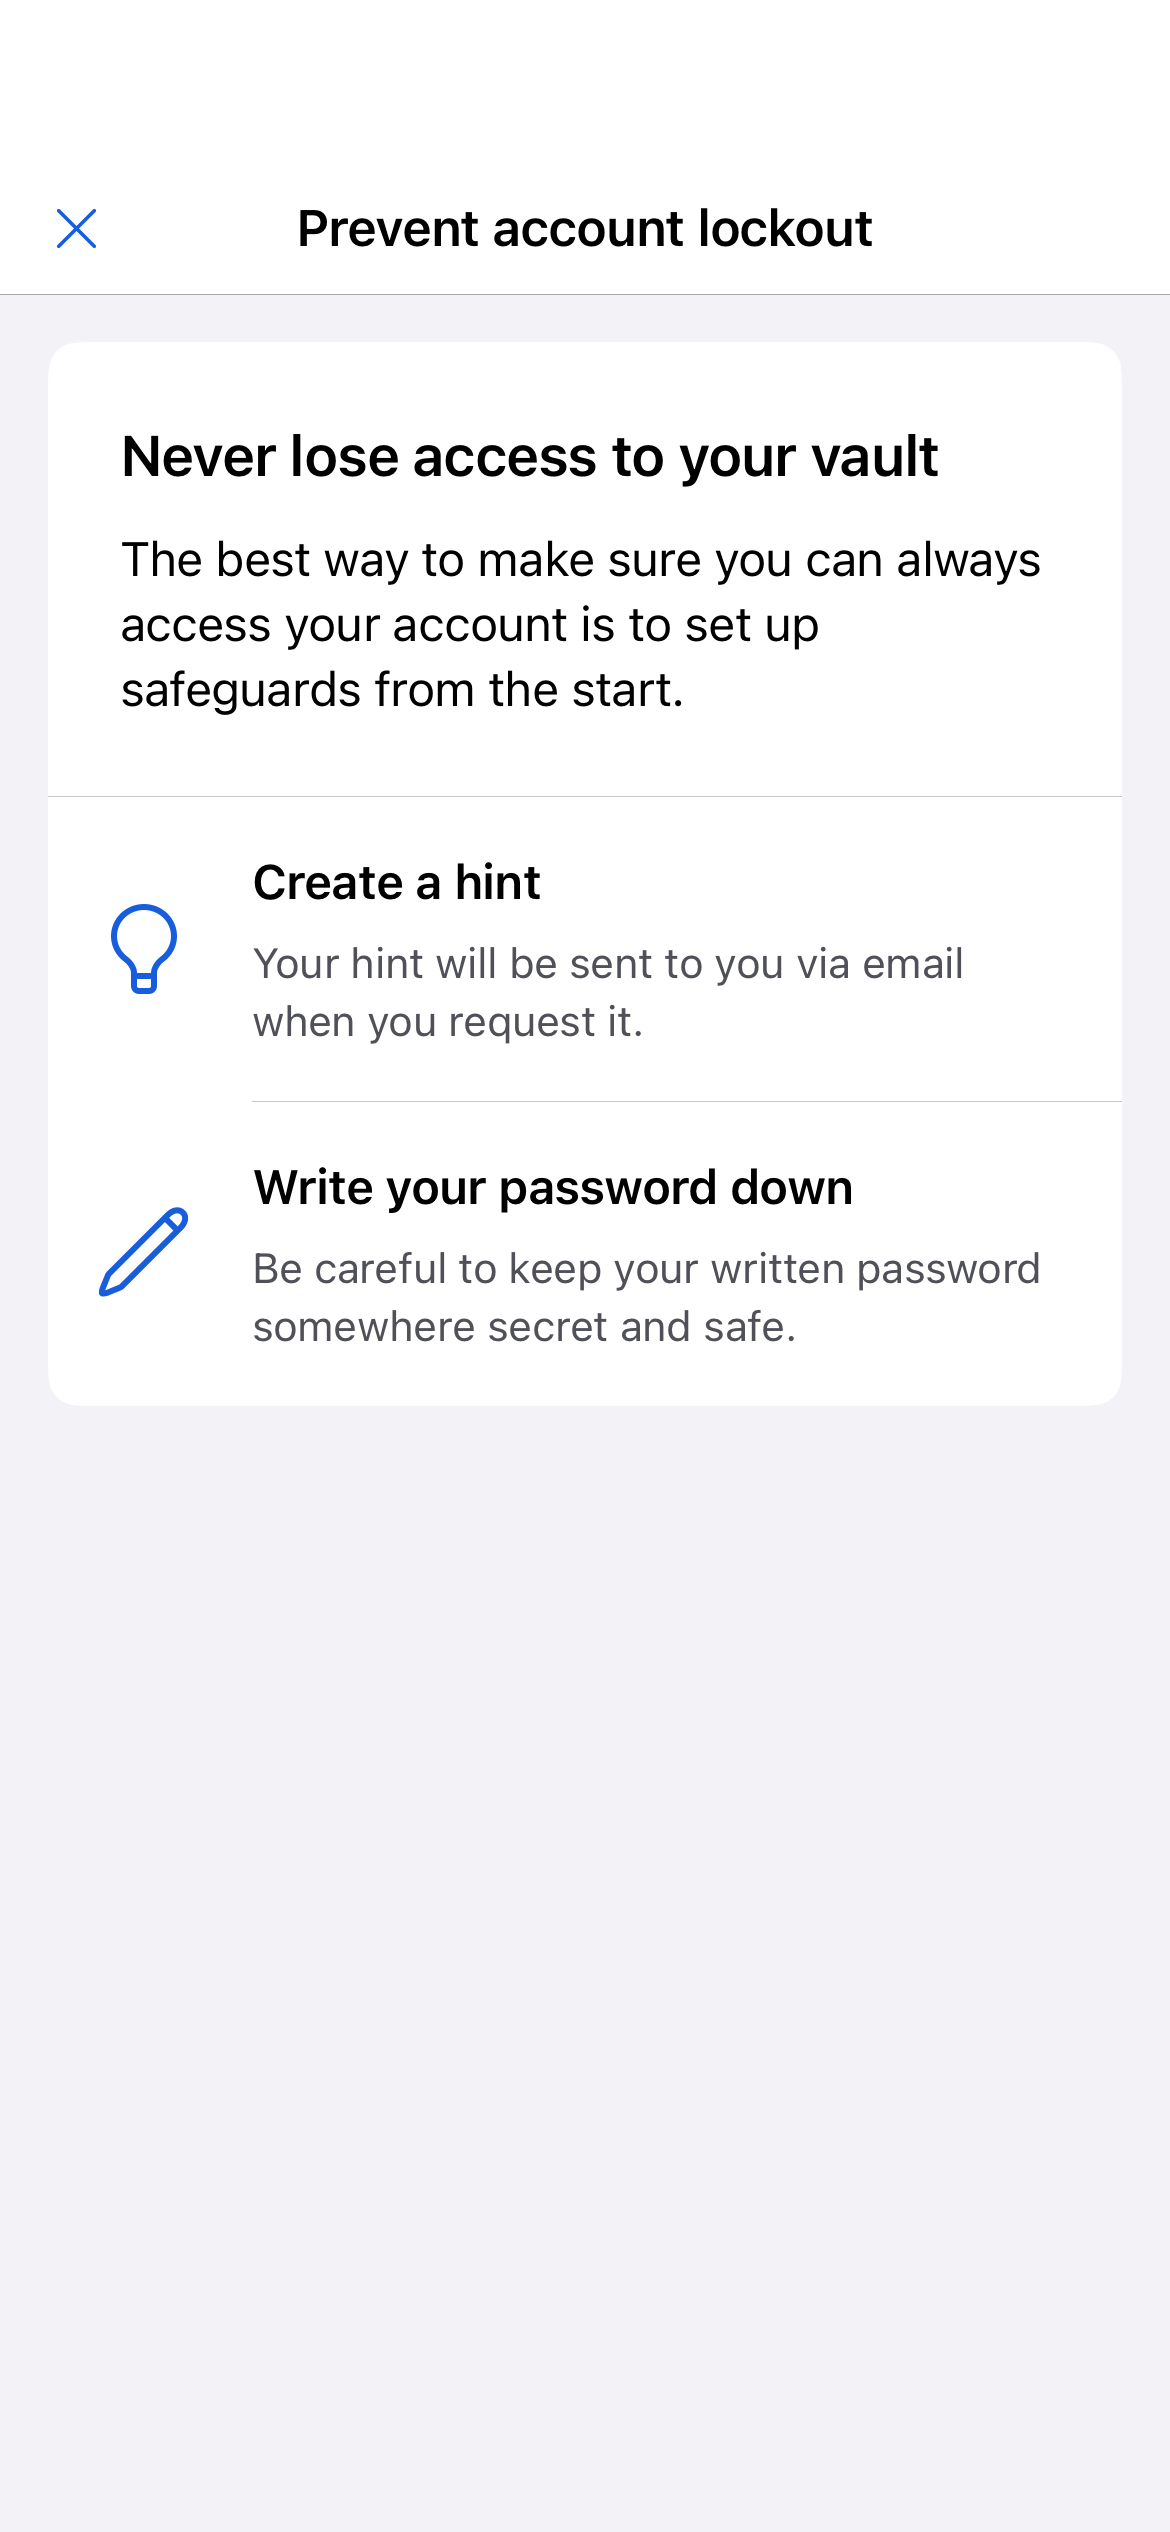 Prevent account lockout
Never lose access to your vault
The best way to make sure you can always
access your account is to set up
safeguards from the start.
Create a hint
Your hint will be sent to you via email
when you request it.
Write your password down
Be careful to keep your written password
somewhere secret and safe.